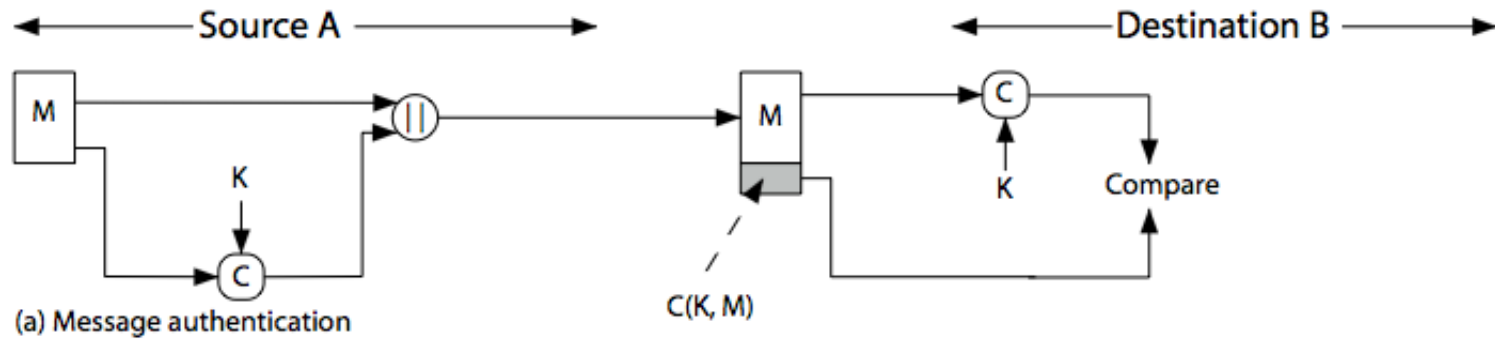 Source A
Destination B
M
||
M
C
K
K
Compare
C
C(K, M)
(a) Message authentication